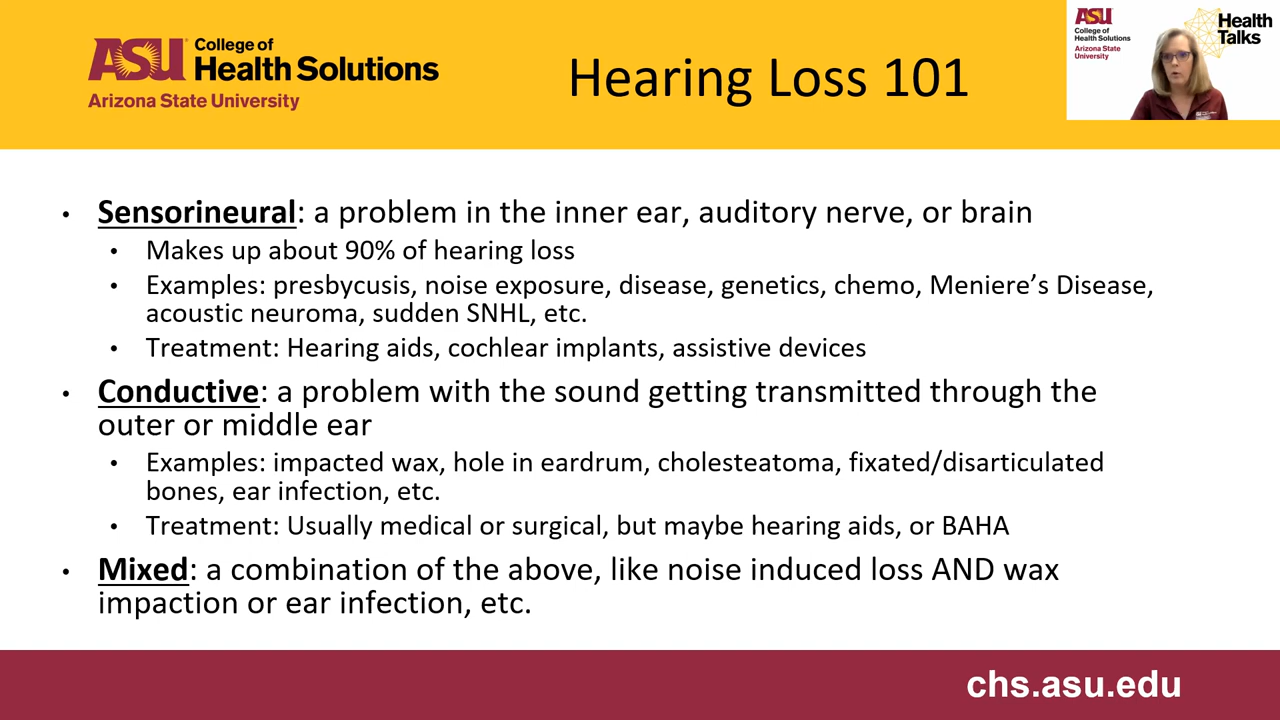 ASU College of
Health Solutions
Arizona State University
Hearing Loss 101
ASU
College of
Health Solutions
Arizona State
University
Health
Talks
• Sensorineural: a problem in the inner ear, auditory nerve, or brain
• Makes up about 90% of hearing loss
• Examples: presbycusis, noise exposure, disease, genetics, chemo, Meniere’s Disease,
acoustic neuroma, sudden SNHL, etc.
• Treatment: Hearing aids, cochlear implants, assistive devices
• Conductive: a problem with the sound getting transmitted through the
outer or middle ear
• Examples: impacted wax, hole in eardrum, cholesteatoma, fixated/disarticulated
bones, ear infection, etc.
• Treatment: Usually medical or surgical, but maybe hearing aids, or BAHA
• Mixed: a combination of the above, like noise induced loss AND wax
impaction or ear infection, etc.
chs.asu.edu